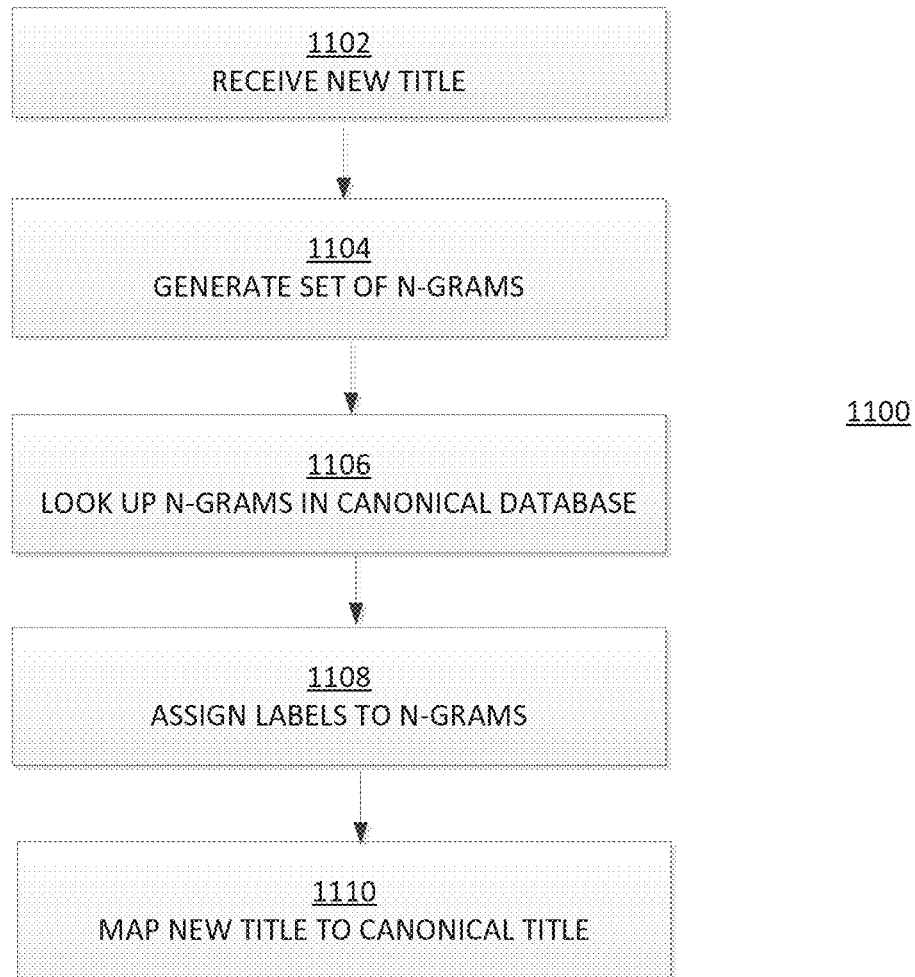 1102
RECEIVE NEW TITLE
1104
GENERATE SET OF N-GRAMS
1100
1106
LOOK UP N-GRAMS IN CANONICAL DATABASE
1108
ASSIGN LABELS TO N-GRAMS
1110
MAP NEW TITLE TO CANONICAL TITLE